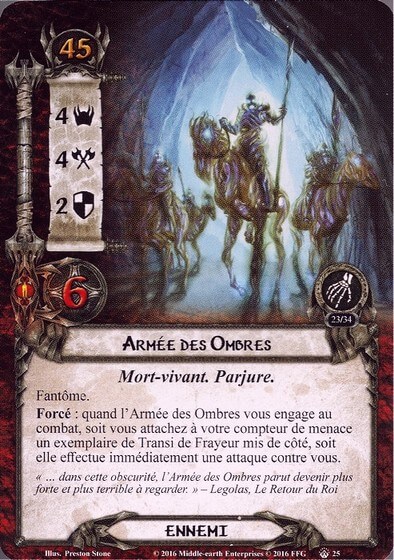 45
4
4
2
6
23/34
ARMÉE DES OMBRES
Mort-vivant. Parjure.
Fantôme.
Forcé : quand l'Armée des Ombres vous engage au
combat, soit vous attachez à votre compteur de menace
un exemplaire de Transi de Frayeur mis de côté, soit
elle effectue immédiatement une attaque contre vous.
« ... dans cette obscurité, l'Armée des Ombres parut devenir plus
forte et plus terrible à regarder. » – Legolas, Le Retour du Roi
ENNEMI
Illus. Preston Stone © 2016 Middle-earth Enterprises © 2016 FFG 25